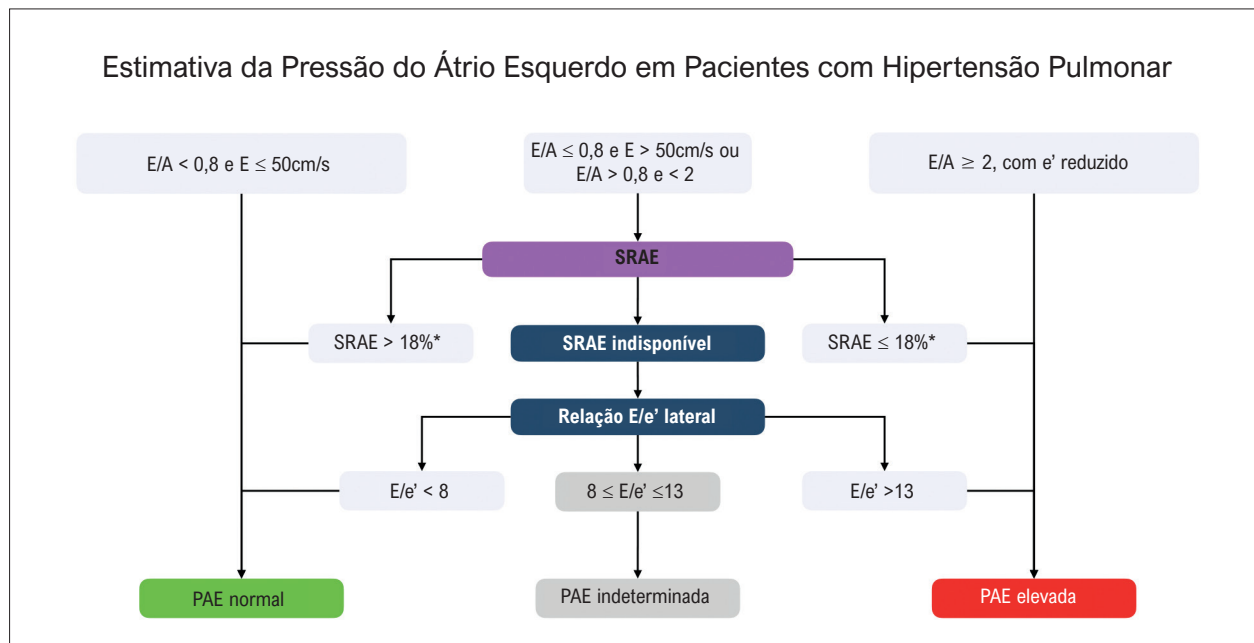 Estimativa da Pressão do Átrio Esquerdo em Pacientes com Hipertensão Pulmonar
E/A < 0,8 e E ≤ 50cm/s
E/A ≤ 0,8 e E > 50cm/s ou
E/A > 0,8 e < 2
E/A ≥ 2, com e’ reduzido
SRAE
SRAE > 18%*
SRAE indisponível
SRAE ≤ 18%*
Relação E/e’ lateral
E/e’ < 8
8 ≤ E/e’ ≤13
E/e’ >13
PAE normal
PAE indeterminada
PAE elevada